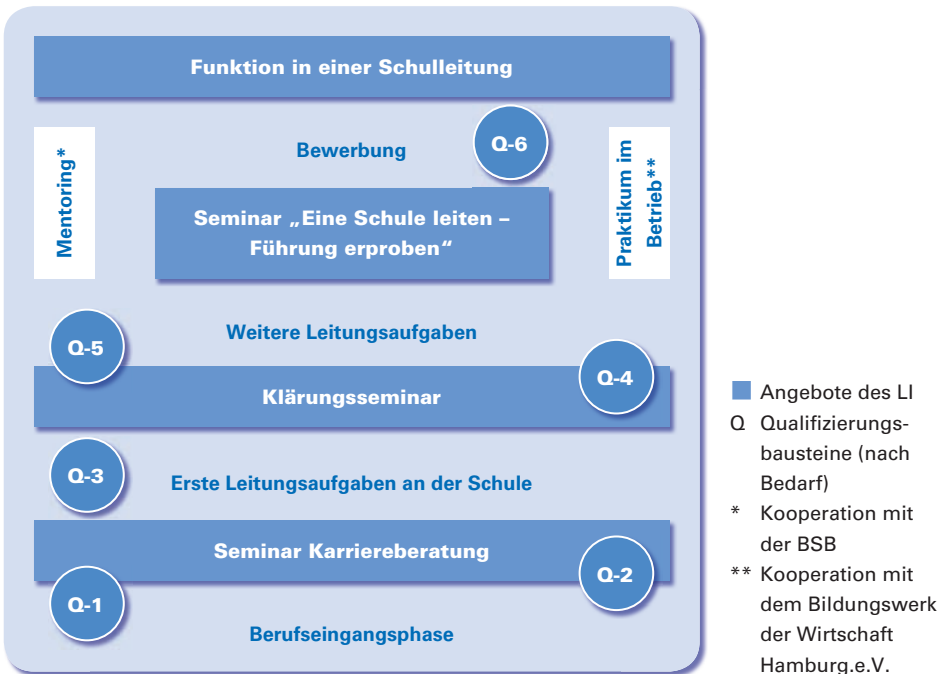 Funktion in einer Schulleitung
Mentoring*
Bewerbung
Q-6
Praktikum im
Betrieb**
Seminar „Eine Schule leiten –
Führung erproben“
Q-5
Weitere Leitungsaufgaben
Q-4
Klärungsseminar
Q-3
Erste Leitungsaufgaben an der Schule
Seminar Karriereberatung
Q-2
Q-1
Berufseingangsphase
Angebote des LI
Q Qualifizierungs-
bausteine (nach
Bedarf)
* Kooperation mit
der BSB
** Kooperation mit
dem Bildungswerk
der Wirtschaft
Hamburg.e.V.